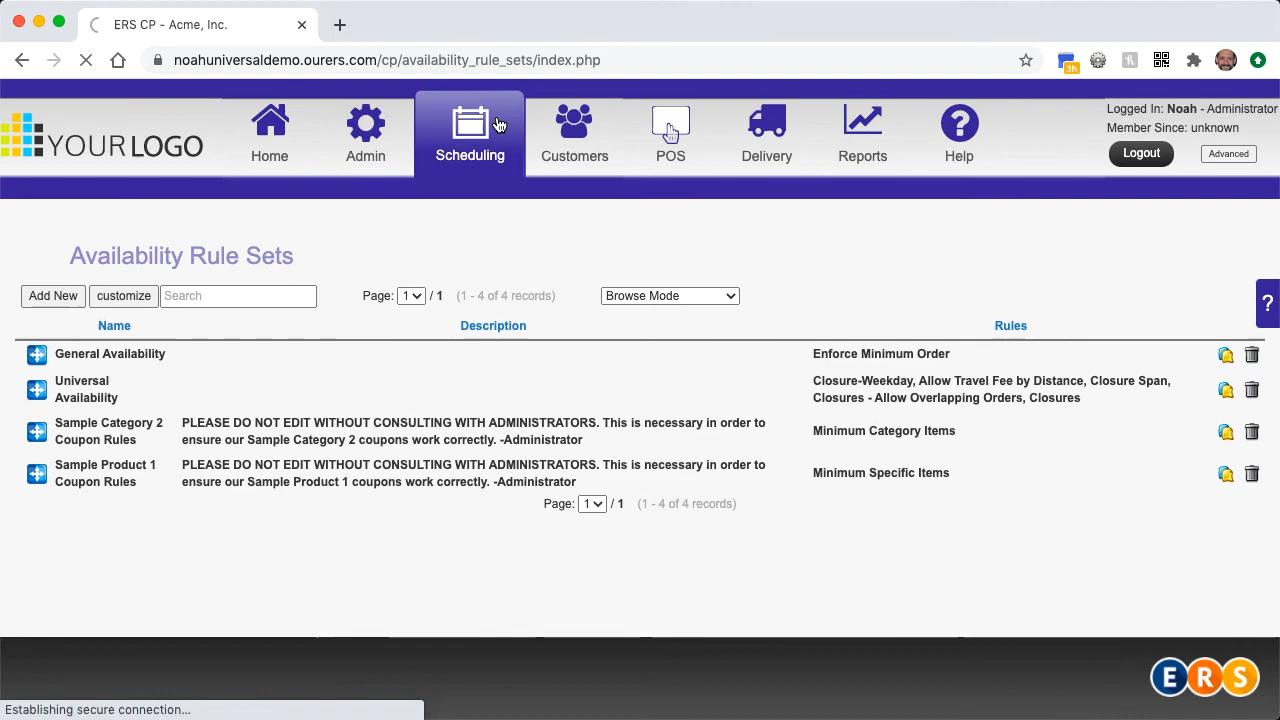 ERS CP - Acme, Inc.
noahuniversaldemo.ourers.com/cp/availability_rule_sets/index.php
3h
YOURLOGO
Home
Admin
Scheduling
Customers
POS
Delivery
Reports
Help
Logged In: Noah - Administrator
Member Since: unknown
Logout
Advanced
Availability Rule Sets
Add New
customize
Search
Page: 1 / 1 (1 - 4 of 4 records)
Browse Mode
?
Name
Description
Rules
General Availability
Enforce Minimum Order
Universal
Availability
Closure-Weekday, Allow Travel Fee by Distance, Closure Span,
Closures - Allow Overlapping Orders, Closures
Sample Category 2
Coupon Rules
PLEASE DO NOT EDIT WITHOUT CONSULTING WITH ADMINISTRATORS. This is necessary in order to
ensure our Sample Category 2 coupons work correctly. -Administrator
Minimum Category Items
Sample Product 1
Coupon Rules
PLEASE DO NOT EDIT WITHOUT CONSULTING WITH ADMINISTRATORS. This is necessary in order to
ensure our Sample Product 1 coupons work correctly. -Administrator
Minimum Specific Items
Page: 1 / 1 (1 - 4 of 4 records)
ERS
Establishing secure connection...